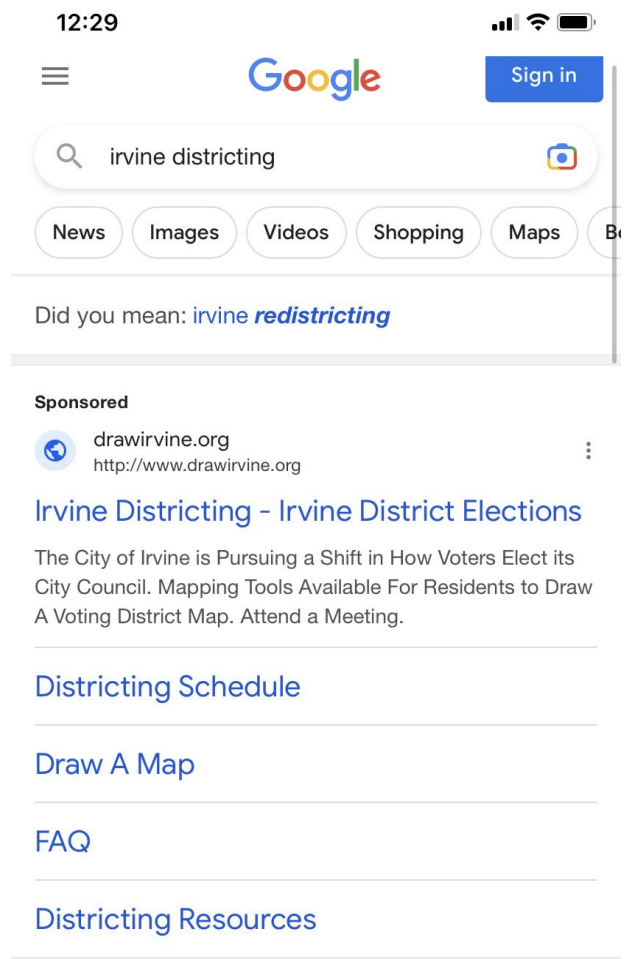 12:29
Google
Sign in
irvine districting
News
Images
Videos
Shopping
Maps
Did you mean: irvine redistricting
Sponsored
drawirvine.org
http://www.drawirvine.org
Irvine Districting - Irvine District Elections
The City of Irvine is Pursuing a Shift in How Voters Elect its
City Council. Mapping Tools Available For Residents to Draw
A Voting District Map. Attend a Meeting.
Districting Schedule
Draw A Map
FAQ
Districting Resources